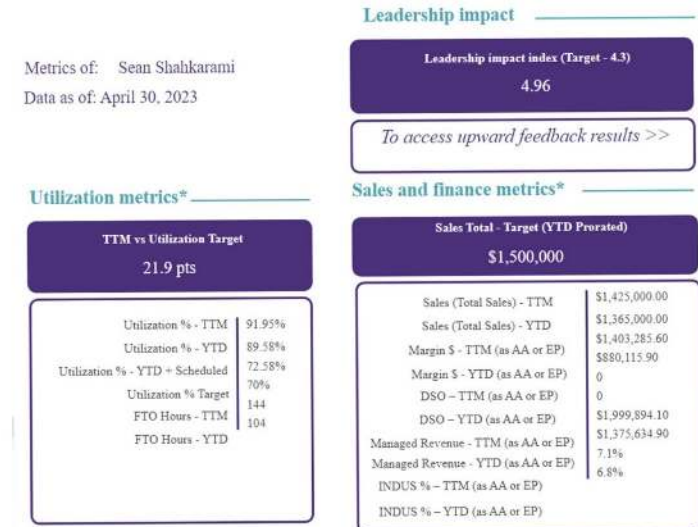 Leadership impact
Metrics of: Sean Shahkarami
Data as of: April 30, 2023
Leadership impact index (Target - 4.3)
4.96
To access upward feedback results >>
Utilization metrics*
TTM vs Utilization Target
21.9 pts
Utilization % - TTM 91.95%
Utilization % - YTD 89.58%
Utilization % - YTD + Scheduled 72.58%
Utilization % Target 70%
FTO Hours - TTM 144
FTO Hours - YTD 104
Sales and finance metrics*
Sales Total - Target (YTD Prorated)
$1,500,000
Sales (Total Sales) - TTM $1,425,000.00
Sales (Total Sales) - YTD $1,365,000.00
Margin $ - TTM (as AA or EP) $1,403,285.60
Margin $ - YTD (as AA or EP) $880,115.90
DSO – TTM (as AA or EP) 0
DSO – YTD (as AA or EP) 0
Managed Revenue - TTM (as AA or EP) $1,999,894.10
Managed Revenue - YTD (as AA or EP) $1,375,634.90
INDUS % – TTM (as AA or EP) 7.1%
INDUS % – YTD (as AA or EP) 6.8%